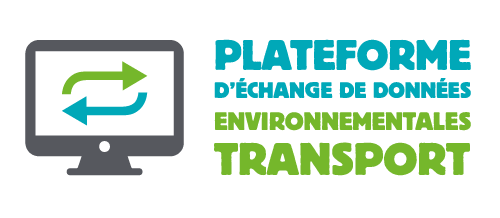 PLATEFORME
D'ÉCHANGE DE DONNÉES
ENVIRONNEMENTALES
TRANSPORT